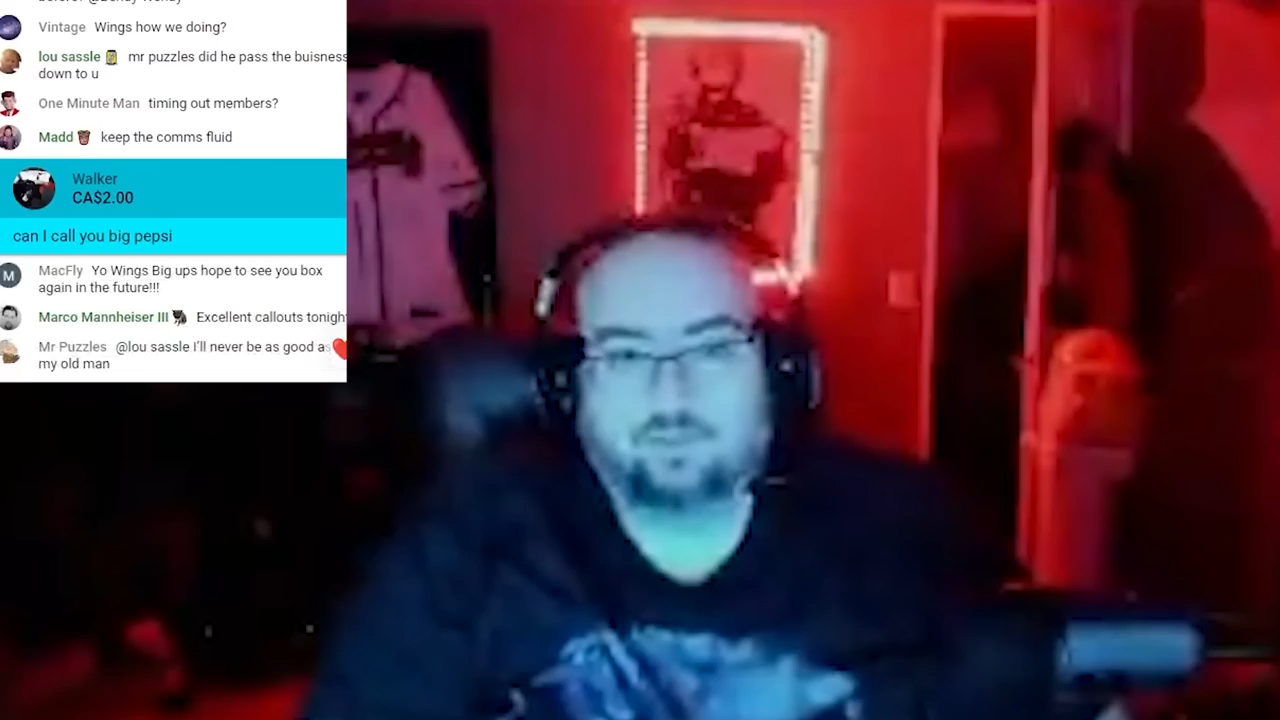 Vintage Wings how we doing?
lou sassle mr puzzles did he pass the buisness
down to u
One Minute Man timing out members?
Madd keep the comms fluid
Walker
CA$2.00
can I call you big pepsi
MacFly Yo Wings Big ups hope to see you box
M
again in the future!!!
Marco Mannheiser III Excellent callouts tonight
Mr Puzzles @lou sassle I'll never be as good as
my old man